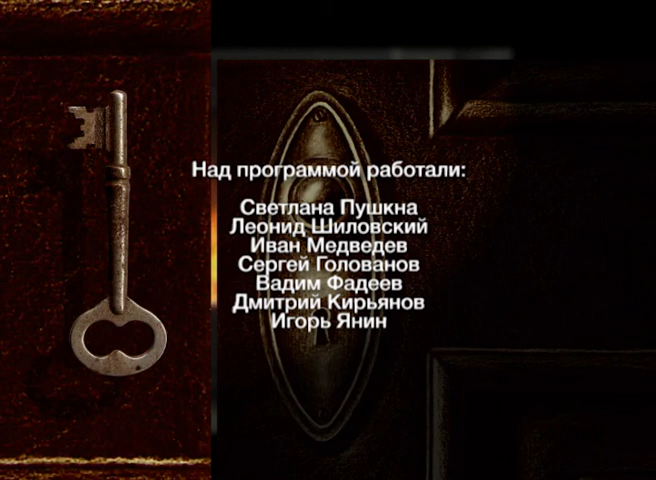 Над программой работали:
Светлана Пушкна
Леонид Шиловский
Иван Медведев
Сергей Голованов
Вадим Фадеев
Дмитрий Кирьянов
Игорь Янин